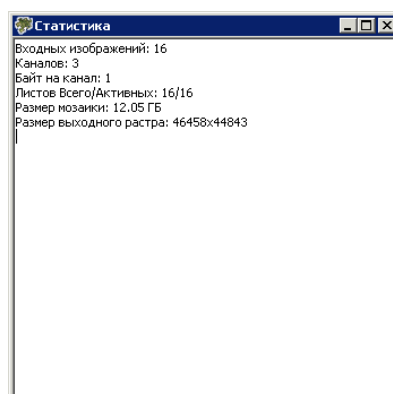 Статистика
Входных изображений: 16
Каналов: 3
Байт на канал: 1
Листов Всего/Активных: 16/16
Размер мозаики: 12.05 ГБ
Размер выходного растра: 46458x44843